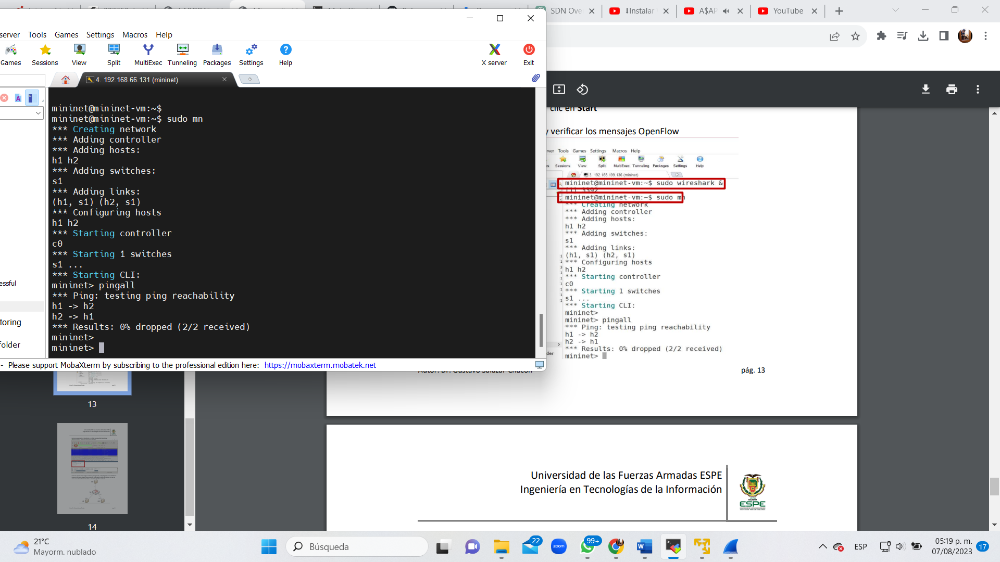 SDN Ove
Instalar
A$AP
YouTube
server Tools Games Settings Macros Help
Games Sessions View Split MultiExec Tunneling Packages Settings Help X server Exit
4. 192.168.66.131 (mininet)
mininet@mininet-vm:~$
mininet@mininet-vm:~$ sudo mn
*** Creating network
*** Adding controller
*** Adding hosts:
h1 h2
*** Adding switches:
s1
*** Adding links:
(h1, s1) (h2, s1)
*** Configuring hosts
h1 h2
*** Starting controller
c0
*** Starting 1 switches
s1 ...
*** Starting CLI:
mininet> pingall
*** Ping: testing ping reachability
h1 -> h2
h2 -> h1
*** Results: 0% dropped (2/2 received)
mininet>
mininet>
essful
toring
folder
- Please support MobaXterm by subscribing to the professional edition here: https://mobaxterm.mobatek.net
clic en Start
y verificar los mensajes OpenFlow
rver Tools Games Settings Macros Help
Sessions View Split MultiExec Tunneling Packages Settings Help
3. 192.168.199.136 (mininet)
mininet@mininet-vm:~$ sudo wireshark &
mininet@mininet-vm:~$ sudo mn
*** Creating network
*** Adding controller
*** Adding hosts:
h1 h2
*** Adding switches:
s1
*** Adding links:
(h1, s1) (h2, s1)
*** Configuring hosts
h1 h2
*** Starting controller
c0
*** Starting 1 switches
s1 ...
*** Starting CLI:
mininet>
mininet> pingall
*** Ping: testing ping reachability
h1 -> h2
h2 -> h1
*** Results: 0% dropped (2/2 received)
mininet>
der
Autor: Dr. Gustavo Salazar Chacón
pág. 13
13
14
Universidad de las Fuerzas Armadas ESPE
Ingeniería en Tecnologías de la Información
ESPE
21°C
Mayorm. nublado
Búsqueda
22
zoom
99+
ESP
05:19 p. m.
07/08/2023
17